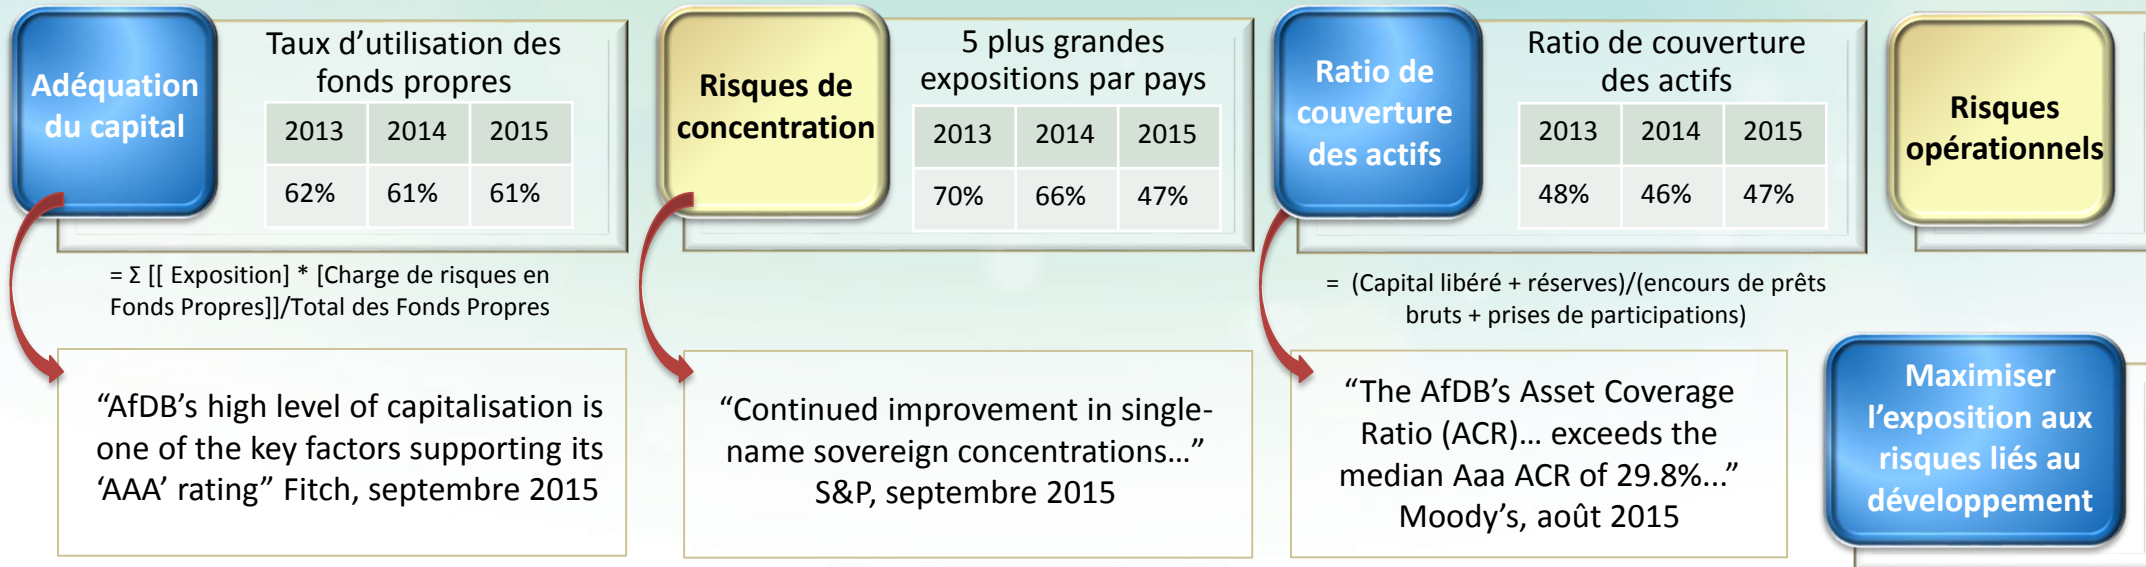 Adéquation
du capital
Taux d’utilisation des
fonds propres
2013 2014 2015
62% 61% 61%
= Σ [[ Exposition] * [Charge de risques en
Fonds Propres]]/Total des Fonds Propres
“AfDB’s high level of capitalisation is
one of the key factors supporting its
‘AAA’ rating” Fitch, septembre 2015
Risques de
concentration
5 plus grandes
expositions par pays
2013 2014 2015
70% 66% 47%
“Continued improvement in single-
name sovereign concentrations…”
S&P, septembre 2015
Ratio de
couverture
des actifs
Ratio de couverture
des actifs
2013 2014 2015
48% 46% 47%
= (Capital libéré + réserves)/(encours de prêts
bruts + prises de participations)
“The AfDB’s Asset Coverage
Ratio (ACR)… exceeds the
median Aaa ACR of 29.8%...”
Moody’s, août 2015
Risques
opérationnels
Maximiser
l’exposition aux
risques liés au
développement